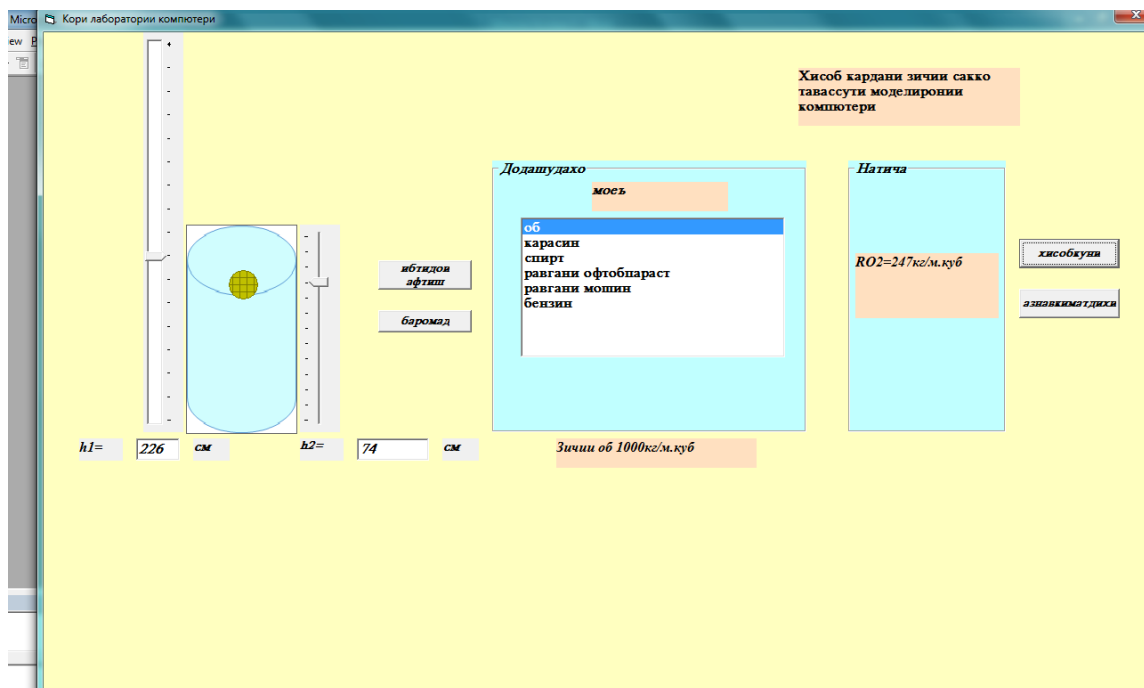 Micro
Кори лаборатории компютери
ew P
Хисоб кардани зичии сакко
тавассути моделиронии
компютери
Додашудахо
моеъ
об
карасин
спирт
равгани офтобпараст
равгани мошин
бензин
Натича
RO2=247кг/м.куб
хисобкуни
азнавкиматдихи
ибтидои
афтиш
баромад
h1=
226
см
h2=
74
см
Зичии об 1000кг/м.куб